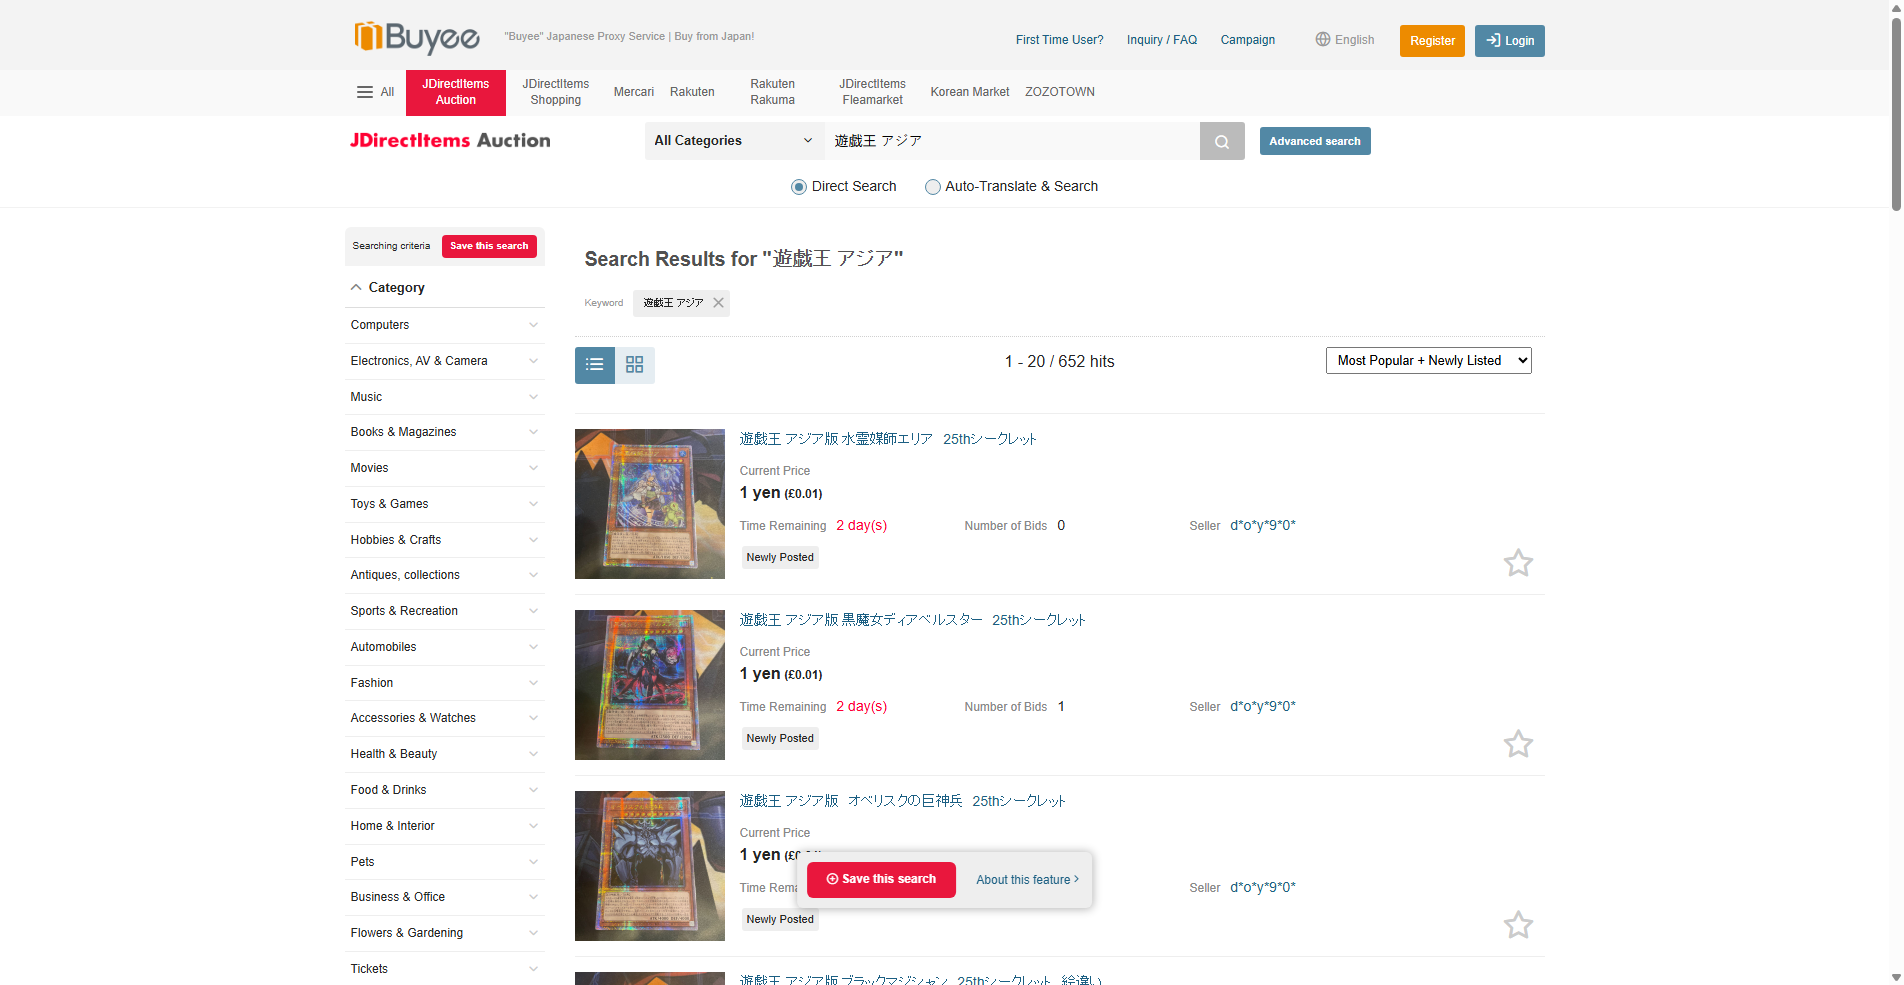 Buyee
"Buyee" Japanese Proxy Service | Buy from Japan!
First Time User?
Inquiry / FAQ
Campaign
English
Register
Login
All
JDirectItems
Auction
JDirectItems
Shopping
Mercari
Rakuten
Rakuten
Rakuma
JDirectItems
Fleamarket
Korean Market
ZOZOTOWN
JDirectItems Auction
All Categories
遊戯王 アジア
Advanced search
Direct Search
Auto-Translate & Search
Searching criteria
Save this search
Category
Computers
Electronics, AV & Camera
Music
Books & Magazines
Movies
Toys & Games
Hobbies & Crafts
Antiques, collections
Sports & Recreation
Automobiles
Fashion
Accessories & Watches
Health & Beauty
Food & Drinks
Home & Interior
Pets
Business & Office
Flowers & Gardening
Tickets
Search Results for "遊戯王 アジア"
Keyword
遊戯王 アジア
1 - 20 / 652 hits
Most Popular + Newly Listed
遊戯王 アジア版 水霊媒師エリア 25thシークレット
Current Price
1 yen (£0.01)
Time Remaining 2 day(s)
Number of Bids 0
Seller d*o*y*9*0*
Newly Posted
遊戯王 アジア版 黒魔女ディアベルスター 25thシークレット
Current Price
1 yen (£0.01)
Time Remaining 2 day(s)
Number of Bids 1
Seller d*o*y*9*0*
Newly Posted
遊戯王 アジア版 オベリスクの巨神兵 25thシークレット
Current Price
1 yen
Time
Seller d*o*y*9*0*
Newly Posted
Save this search
About this feature
遊戯王 アジア版 ブラックマジシャン 25thシークレット 絵違い